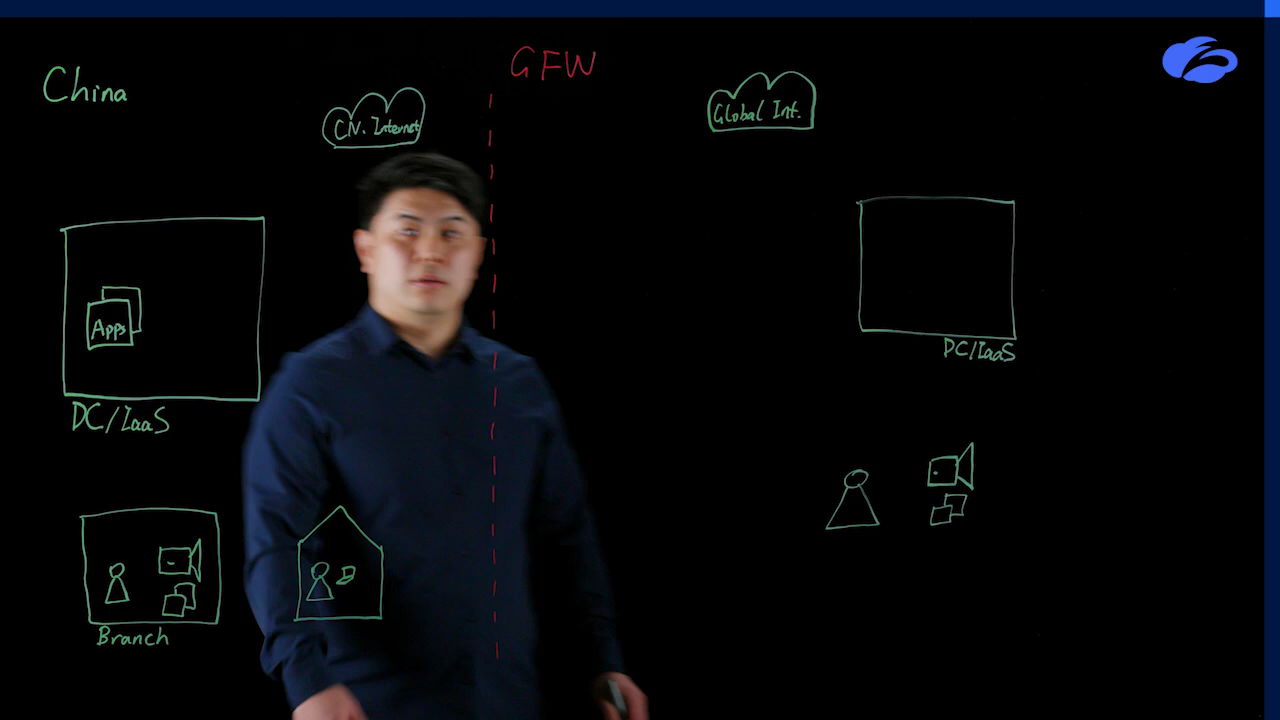 GFW
China
CN. Internet
Global Int.
Apps
DC/IaaS
DC/IaaS
Branch